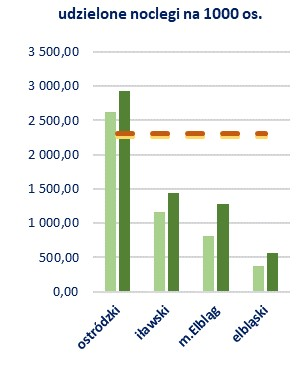 udzielone noclegi na 1000 os.
3 500,00
3 000,00
2 500,00
2 000,00
1 500,00
1 000,00
500,00
0,00
ostródzki
iławski
m.Elbląg
elbląski